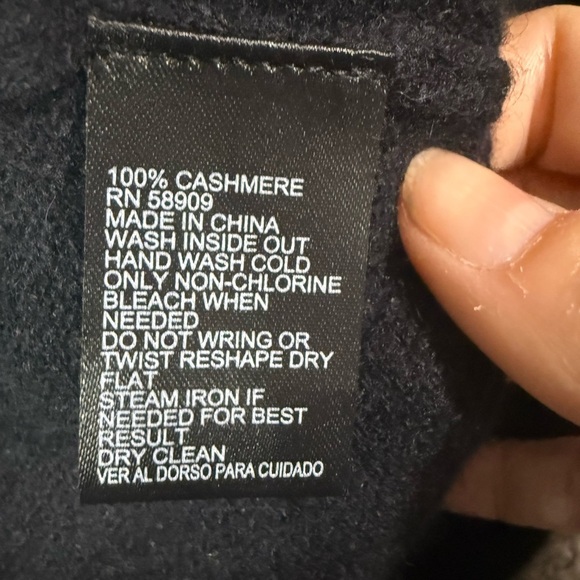 100% CASHMERE
RN 58909
MADE IN CHINA
WASH INSIDE OUT
HAND WASH COLD
ONLY NON-CHLORINE
BLEACH WHEN
NEEDED
DO NOT WRING OR
TWIST RESHAPE DRY
FLAT
STEAM IRON IF
NEEDED FOR BEST
RESULT
DRY CLEAN
VER AL DORSO PARA CUIDADO